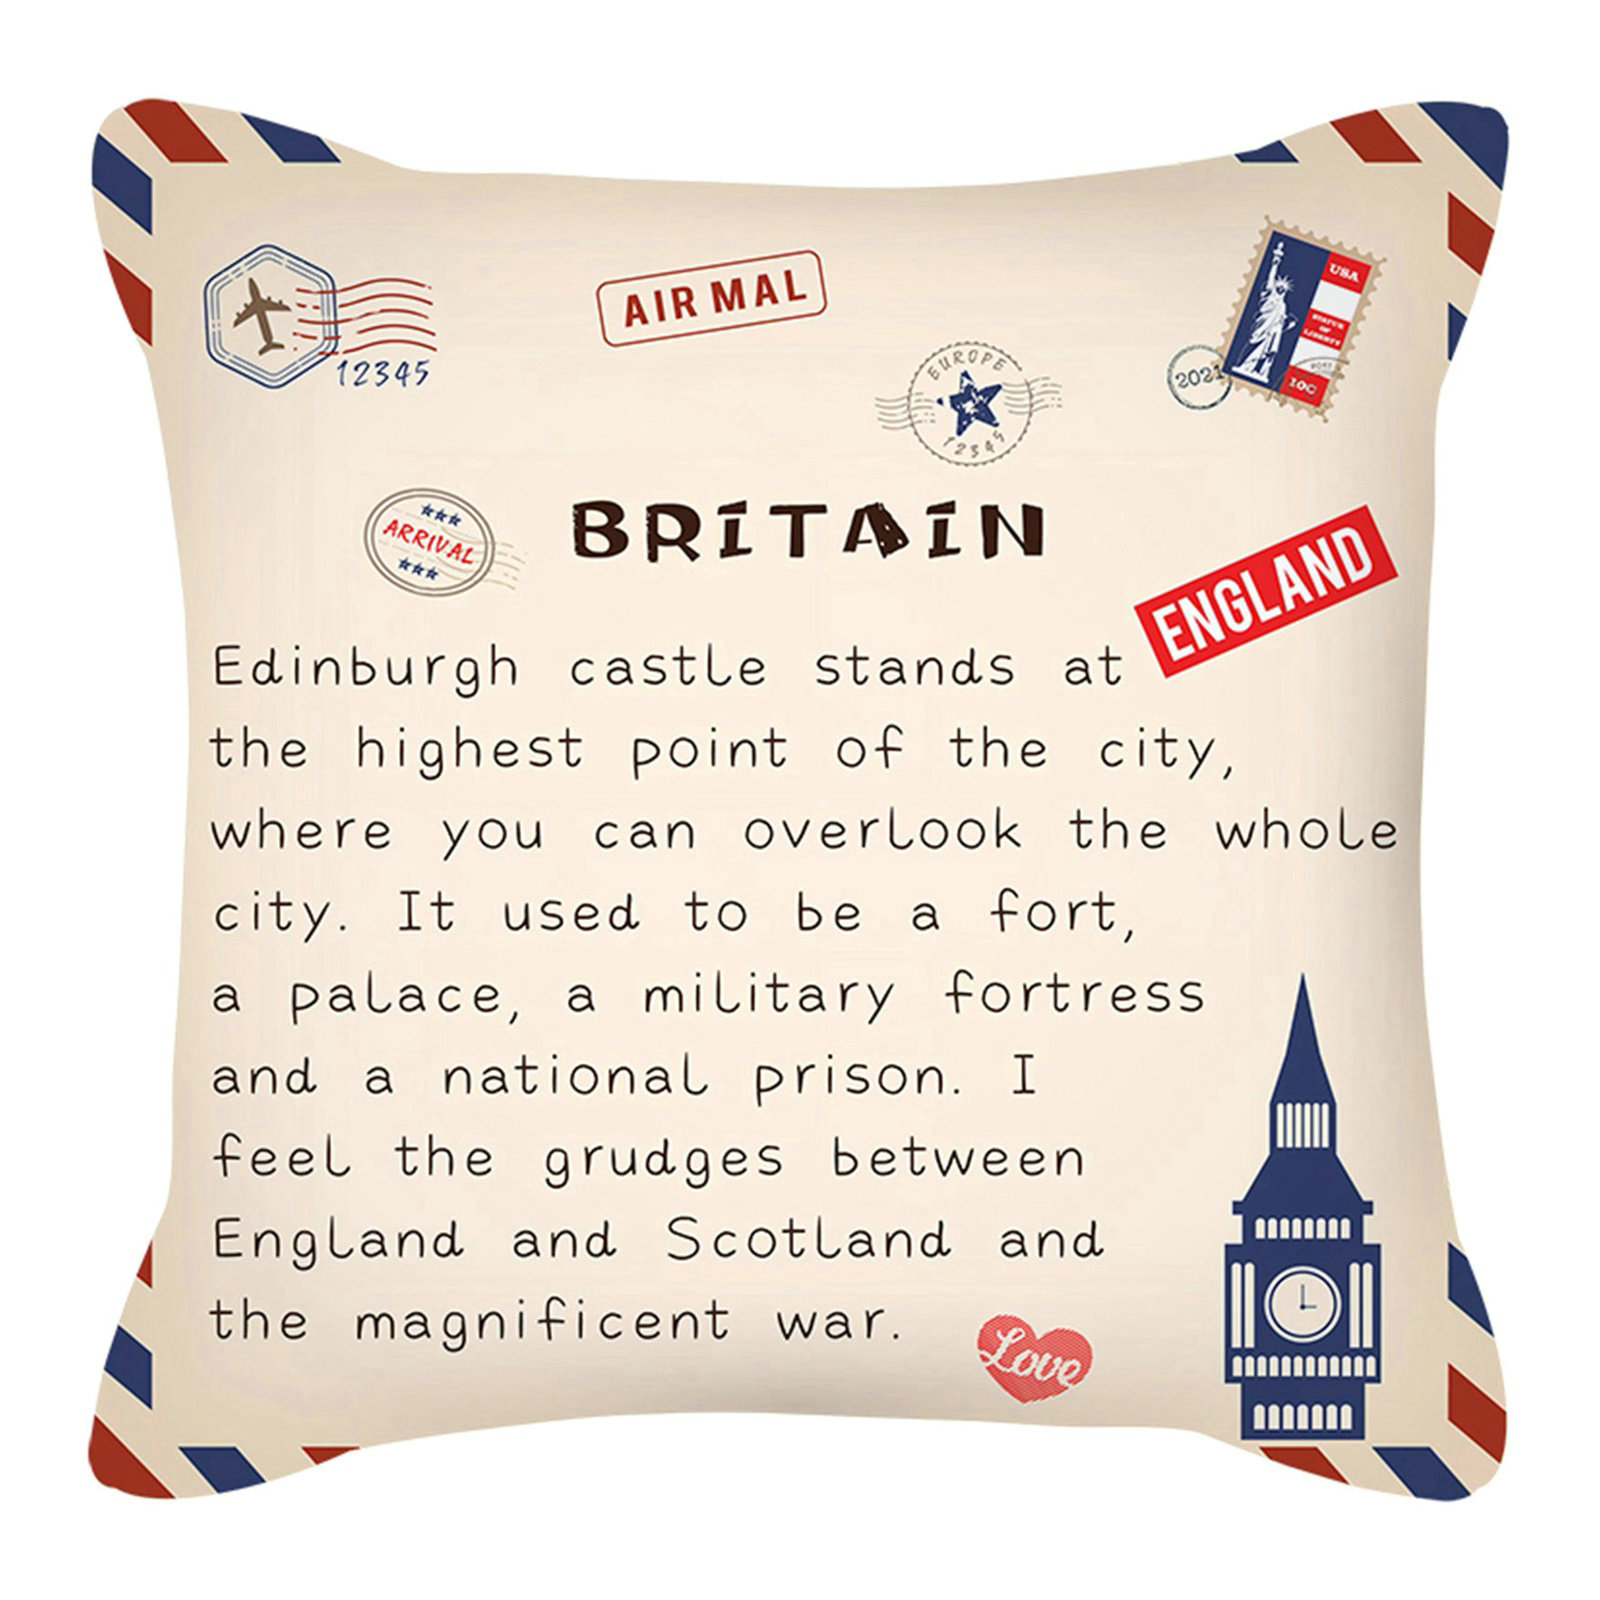 AIR MAL
USA
STATUE
OF
LIBERTY
10C
2021
12345
EUROPE
12345
ARRIVAL
BRITAIN
ENGLAND
Edinburgh castle stands at
the highest point of the city,
where you can overlook the whole
city. It used to be a fort,
a palace, a military fortress
and a national prison. I
feel the grudges between
England and Scotland and
the magnificent war.
Love